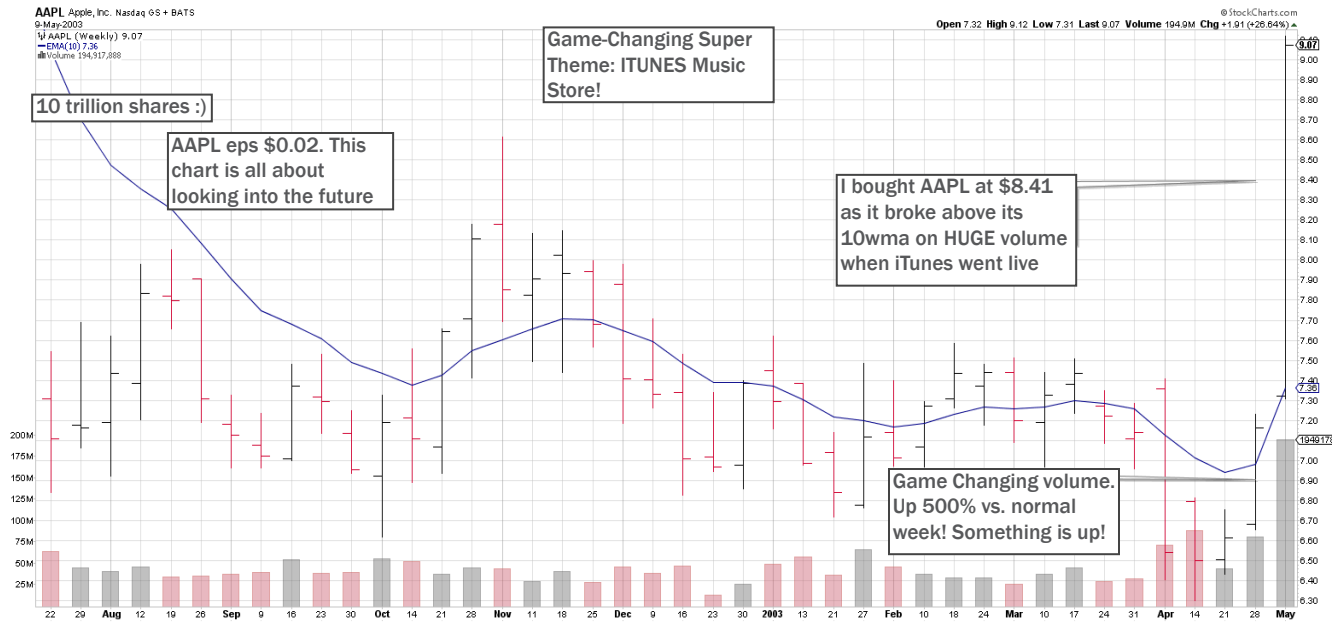 AAPL Apple, Inc. Nasdaq GS + BATS
© StockCharts.com
9-May-2003
Open 7.32 High 9.12 Low 7.31 Last 9.07 Volume 194.9M Chg +1.91 (+26.64%)
AAPL (Weekly) 9.07
EMA(10) 7.36
Volume 194,917,888
Game-Changing Super
Theme: ITUNES Music
Store!
10 trillion shares :)
AAPL eps $0.02. This
chart is all about
looking into the future
I bought AAPL at $8.41
as it broke above its
10wma on HUGE volume
when iTunes went live
Game Changing volume.
Up 500% vs. normal
week! Something is up!
9.07
9.00
8.90
8.80
8.70
8.60
8.50
8.40
8.30
8.20
8.10
8.00
7.90
7.80
7.70
7.60
7.50
7.40
7.36
7.30
7.20
7.10
7.00
6.90
6.80
6.70
6.60
6.50
6.40
6.30
200M
175M
150M
125M
100M
75M
50M
25M
22 29 Aug 12 19 26 Sep 9 16 23 30 Oct 14 21 28 Nov 11 18 25 Dec 9 16 23 30 2003 13 21 27 Feb 10 18 24 Mar 10 17 24 31 Apr 14 21 28 May